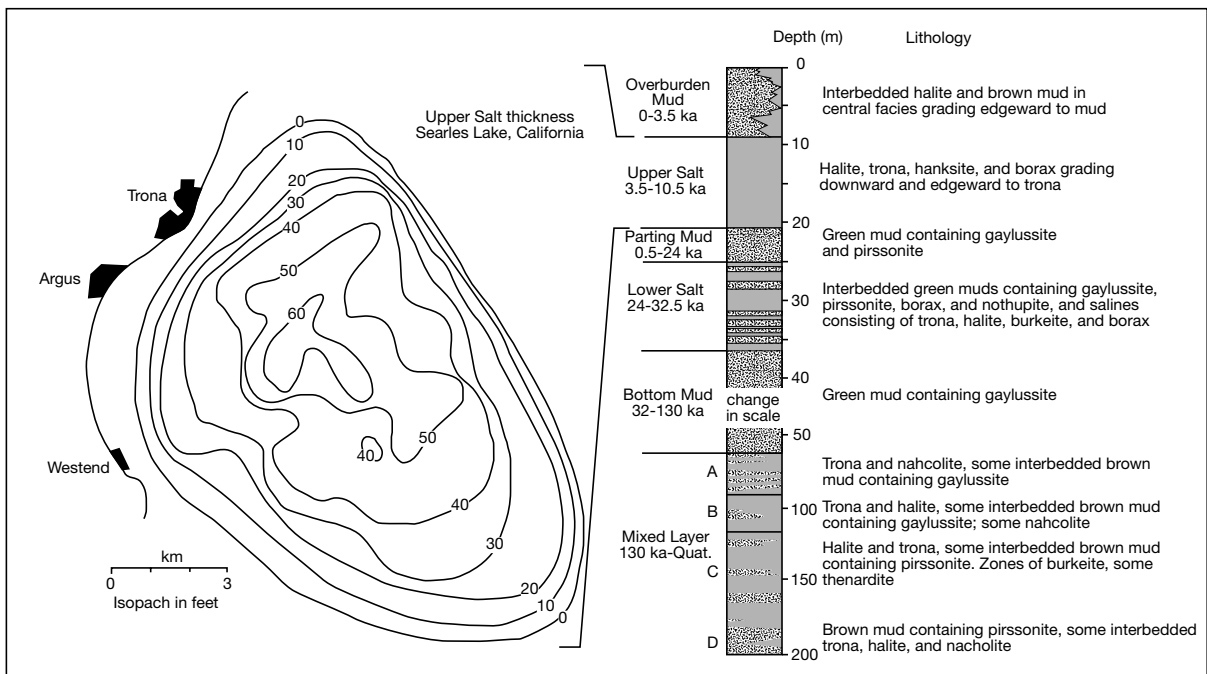 Upper Salt thickness
Searles Lake, California
Trona
Argus
Westend
0
10
20
30
40
50
60
50
40
40
30
20
10
0
km
0 3
Isopach in feet
Depth (m) Lithology
0
Overburden
Mud
0-3.5 ka
Interbedded halite and brown mud in
central facies grading edgeward to mud
10
Upper Salt
3.5-10.5 ka
Halite, trona, hanksite, and borax grading
downward and edgeward to trona
20
Parting Mud
0.5-24 ka
Green mud containing gaylussite
and pirssonite
Lower Salt
24-32.5 ka
30
Interbedded green muds containing gaylussite,
pirssonite, borax, and nothupite, and salines
consisting of trona, halite, burkeite, and borax
40
Bottom Mud
32-130 ka
change
in scale
Green mud containing gaylussite
50
A
Trona and nahcolite, some interbedded brown
mud containing gaylussite
B
100
Trona and halite, some interbedded brown mud
containing gaylussite; some nahcolite
Mixed Layer
130 ka-Quat.
C
Halite and trona, some interbedded brown mud
containing pirssonite. Zones of burkeite, some
thenardite
150
D
Brown mud containing pirssonite, some interbedded
trona, halite, and nacholite
200